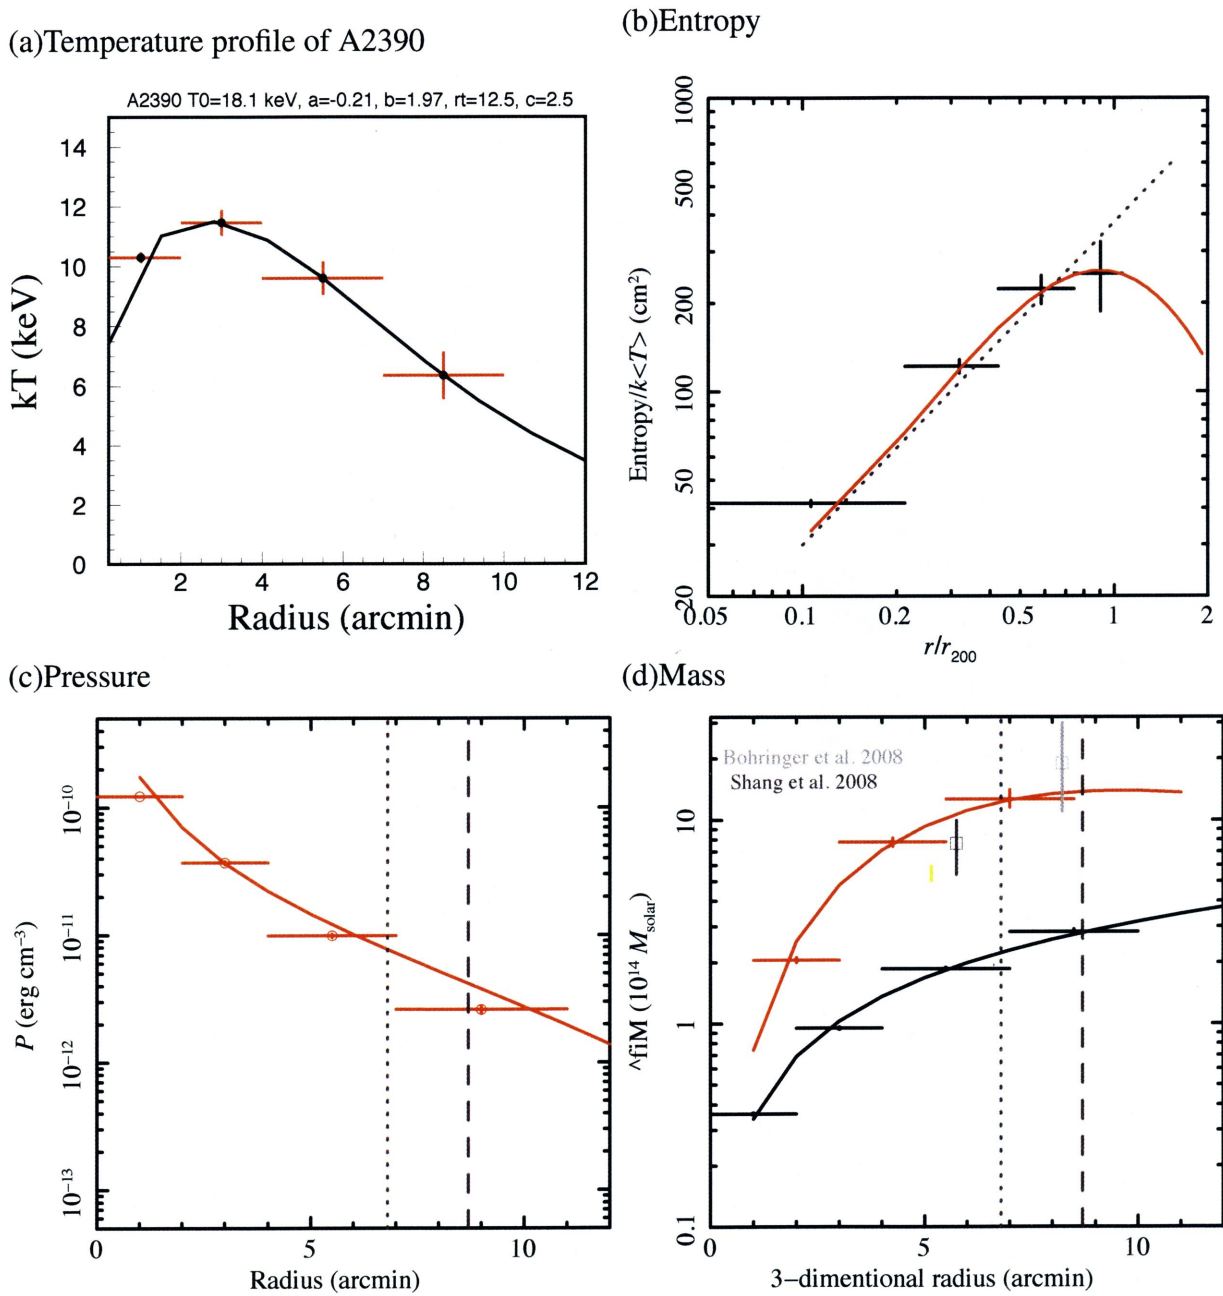 (a)Temperature profile of A2390
A2390 T0=18.1 keV, a=-0.21, b=1.97, rt=12.5, c=2.5
kT (keV)
14
12
10
8
6
4
2
0
2 4 6 8 10 12
Radius (arcmin)
(b)Entropy
Entropy/k<T> (cm²)
1000
500
200
100
50
20
0.05 0.1 0.2 0.5 1 2
r/r₂₀₀
(c)Pressure
P (erg cm⁻³)
10⁻¹⁰
10⁻¹¹
10⁻¹²
10⁻¹³
0 5 10
Radius (arcmin)
(d)Mass
Bohringer et al. 2008
Shang et al. 2008
^fiM (10¹⁴ M_solar)
10
1
0.1
0 5 10
3−dimentional radius (arcmin)